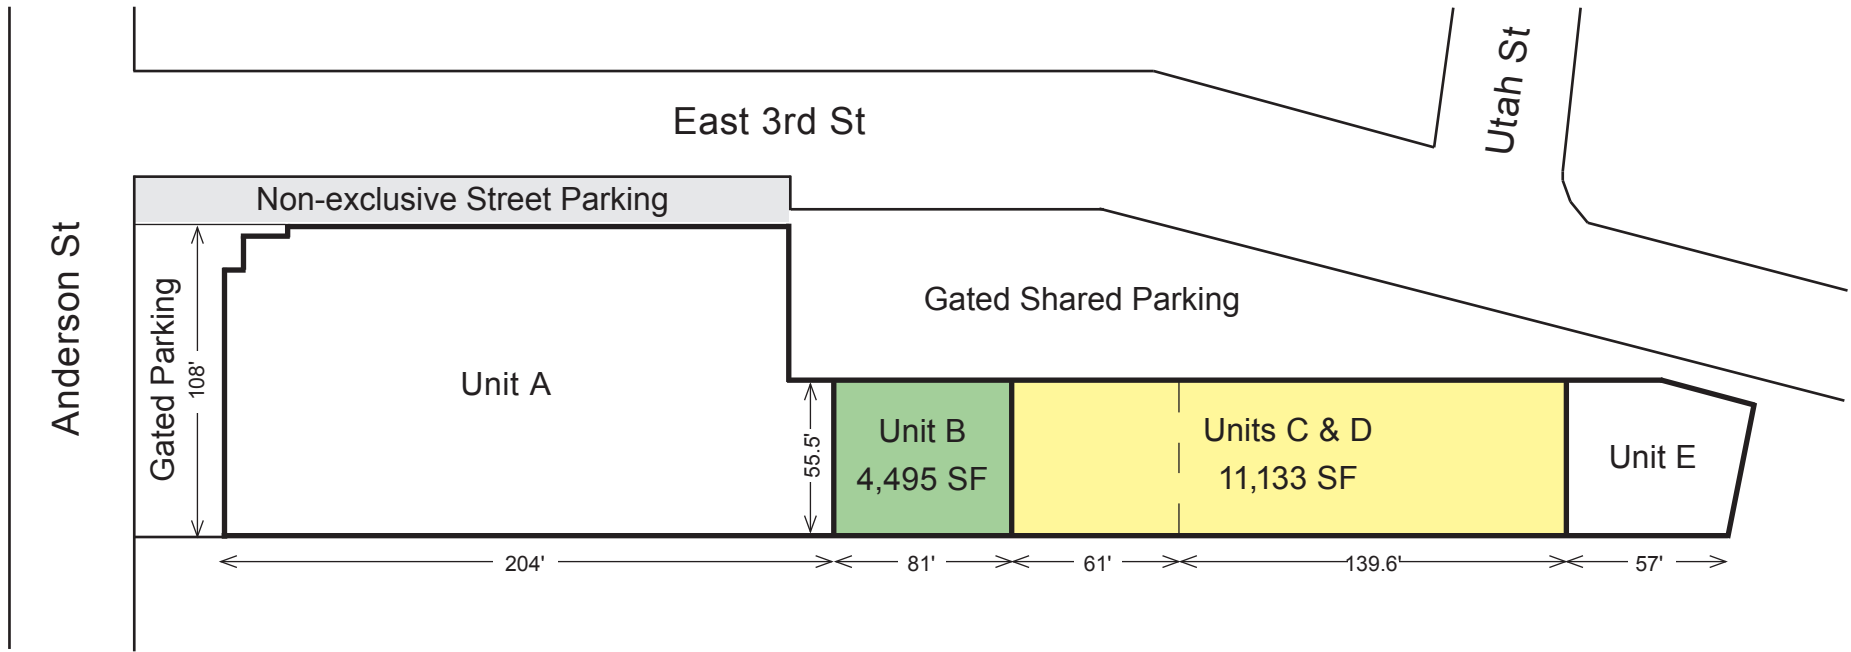 Utah St
East 3rd St
Non-exclusive Street Parking
Anderson St
Gated Parking
108'
Gated Shared Parking
Unit A
55.5'
Unit B
4,495 SF
Units C & D
11,133 SF
Unit E
204'
81'
61'
139.6'
57'